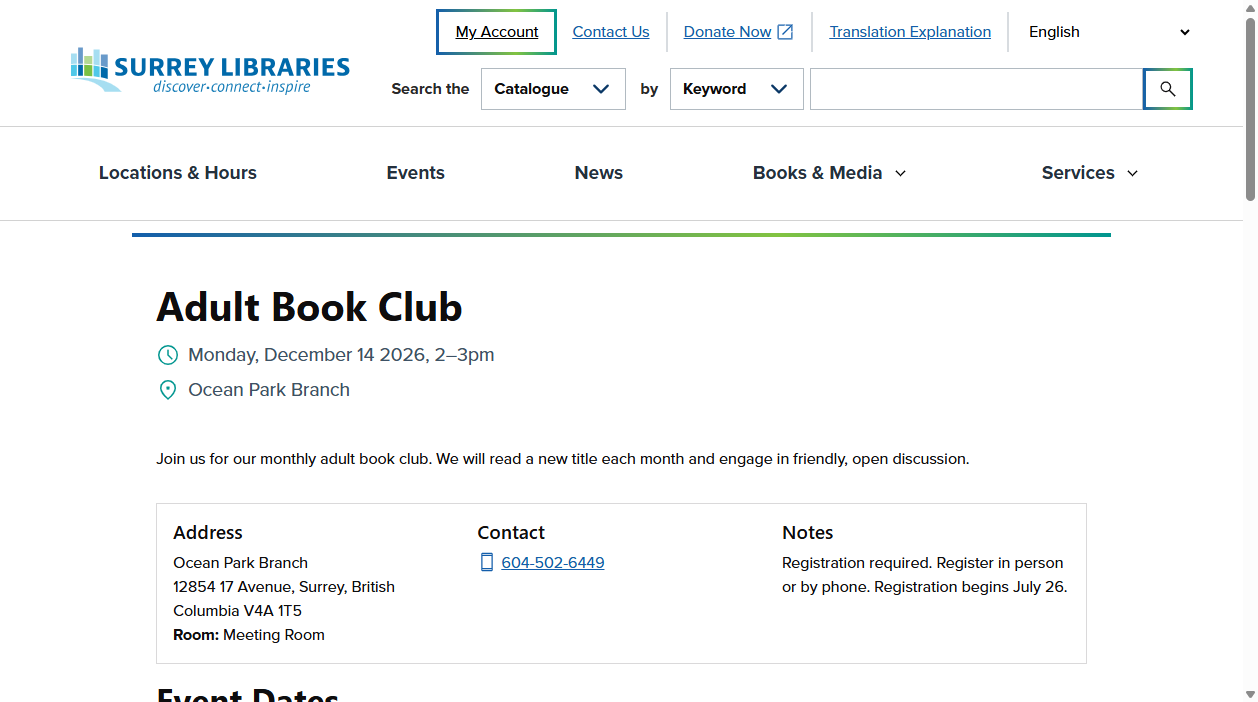 My Account
Contact Us
Donate Now
Translation Explanation
English
SURREY LIBRARIES
discover·connect·inspire
Search the
Catalogue
by
Keyword
Locations & Hours
Events
News
Books & Media
Services
Adult Book Club
Monday, December 14 2026, 2–3pm
Ocean Park Branch
Join us for our monthly adult book club. We will read a new title each month and engage in friendly, open discussion.
Address
Ocean Park Branch
12854 17 Avenue, Surrey, British
Columbia V4A 1T5
Room: Meeting Room
Contact
604-502-6449
Notes
Registration required. Register in person
or by phone. Registration begins July 26.
Event Dates